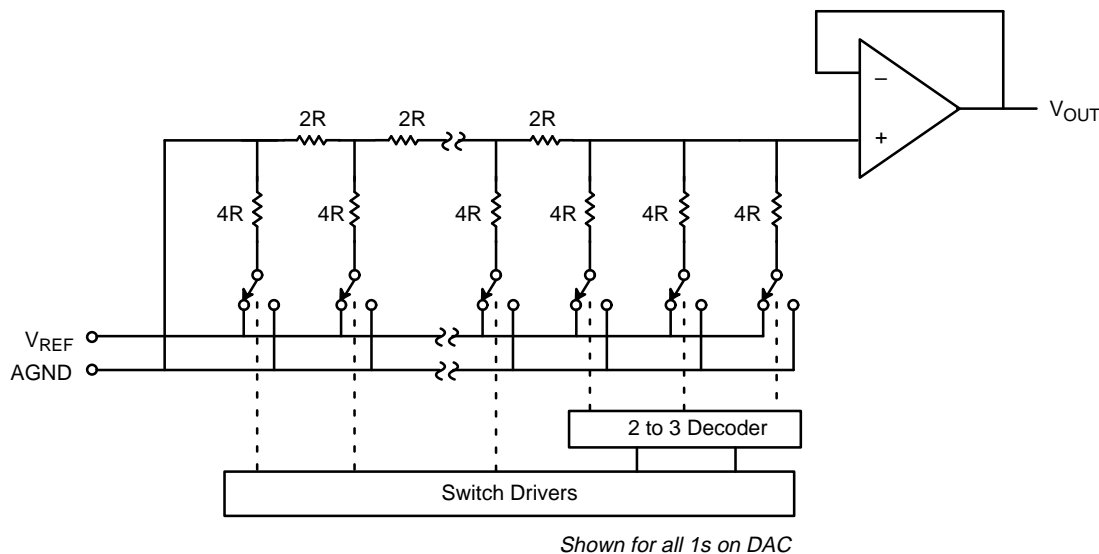 −
V_OUT
+
2R 2R 2R
4R 4R 4R 4R 4R 4R
V_REF
AGND
2 to 3 Decoder
Switch Drivers
Shown for all 1s on DAC